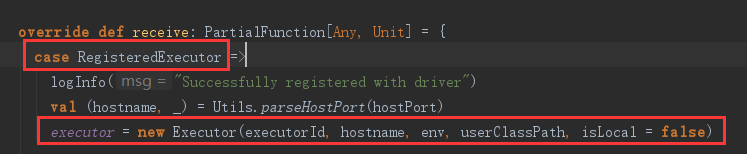 override def receive: PartialFunction[Any, Unit] = {
case RegisteredExecutor =>
logInfo( msg = "Successfully registered with driver")
val (hostname, _) = Utils.parseHostPort(hostPort)
executor = new Executor(executorId, hostname, env, userClassPath, isLocal = false)